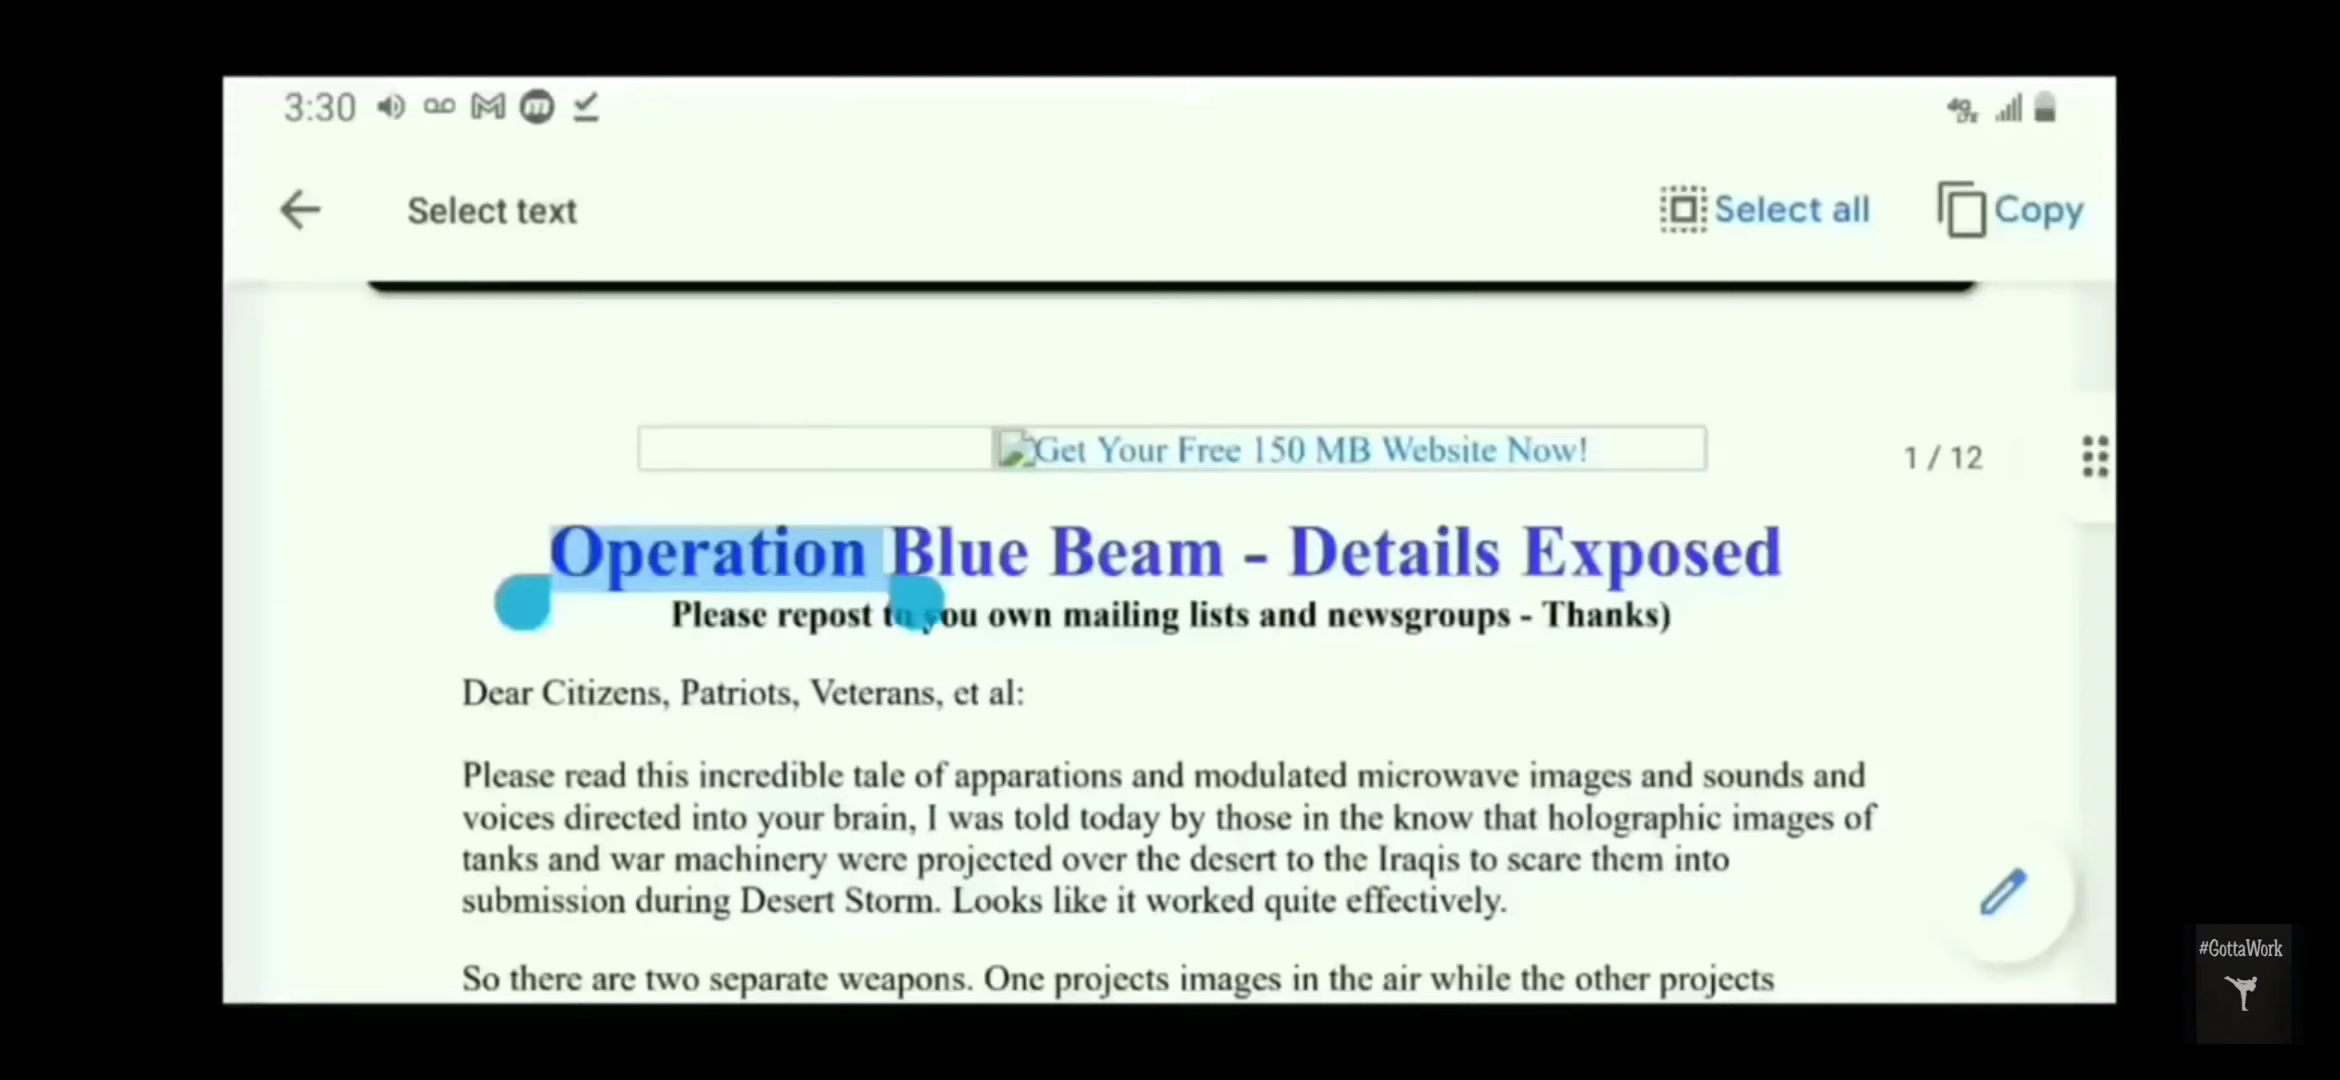 3:30
4G LTE
Select text
Select all
Copy
Get Your Free 150 MB Website Now!
1 / 12
Operation Blue Beam - Details Exposed
Please repost to you own mailing lists and newsgroups - Thanks)
Dear Citizens, Patriots, Veterans, et al:
Please read this incredible tale of apparations and modulated microwave images and sounds and
voices directed into your brain, I was told today by those in the know that holographic images of
tanks and war machinery were projected over the desert to the Iraqis to scare them into
submission during Desert Storm. Looks like it worked quite effectively.
So there are two separate weapons. One projects images in the air while the other projects
#GottaWork